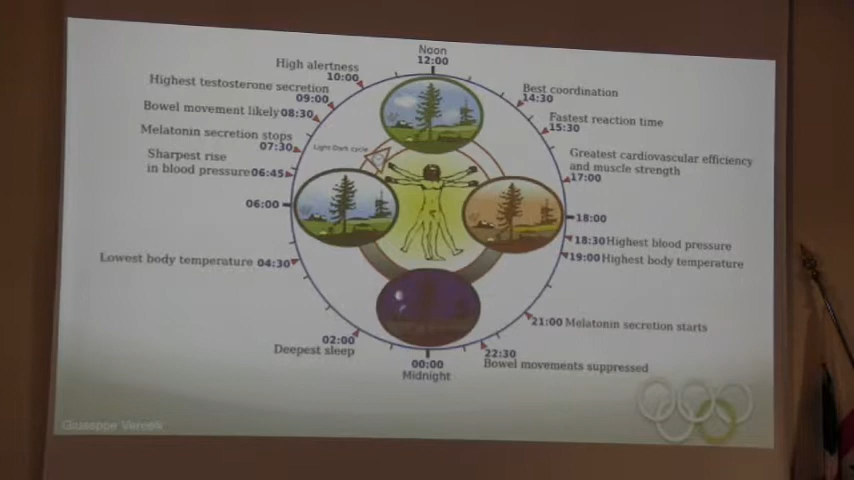 Noon
12:00
High alertness
10:00
Highest testosterone secretion
09:00
Bowel movement likely 08:30
Melatonin secretion stops
07:30
Sharpest rise
in blood pressure 06:45
06:00
Lowest body temperature 04:30
02:00
Deepest sleep
00:00
Midnight
Light-Dark cycle
Best coordination
14:30
Fastest reaction time
15:30
Greatest cardiovascular efficiency
and muscle strength
17:00
18:00
18:30 Highest blood pressure
19:00 Highest body temperature
21:00 Melatonin secretion starts
22:30
Bowel movements suppressed
Giuseppe